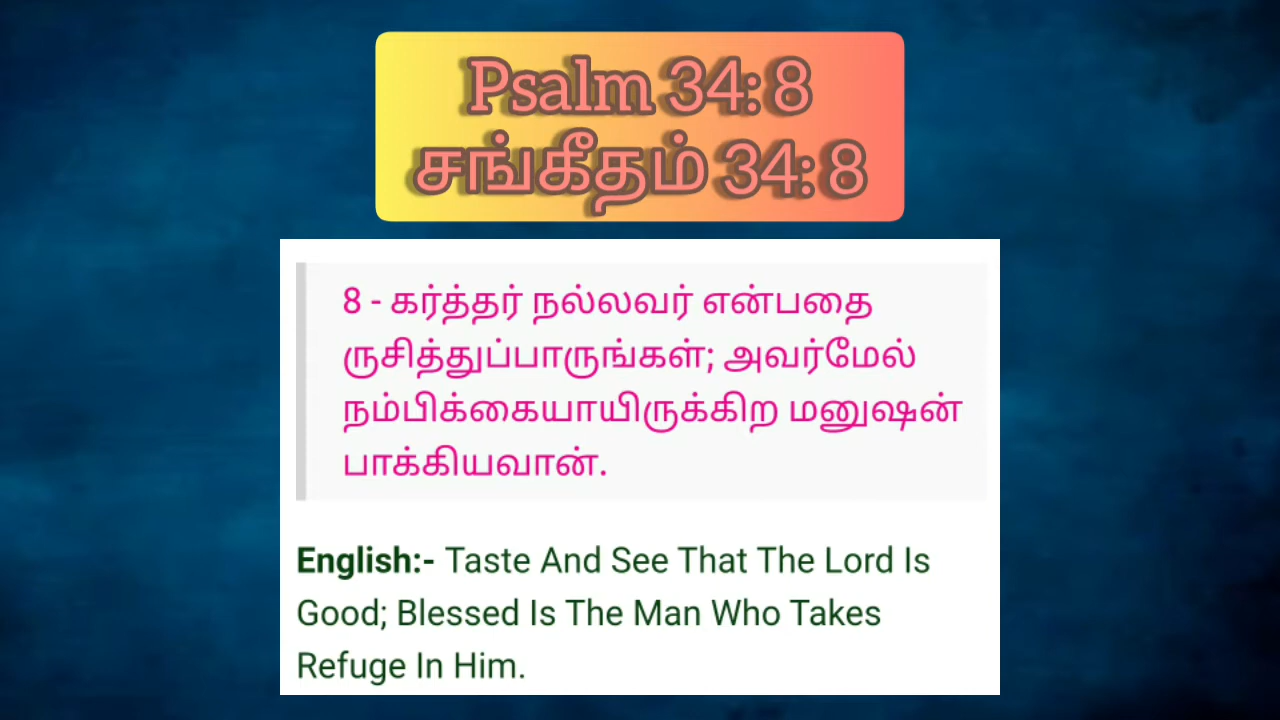 Psalm 34: 8
சங்கீதம் 34: 8
8 - கர்த்தர் நல்லவர் என்பதை
ருசித்துப்பாருங்கள்; அவர்மேல்
நம்பிக்கையாயிருக்கிற மனுஷன்
பாக்கியவான்.
English:- Taste And See That The Lord Is
Good; Blessed Is The Man Who Takes
Refuge In Him.